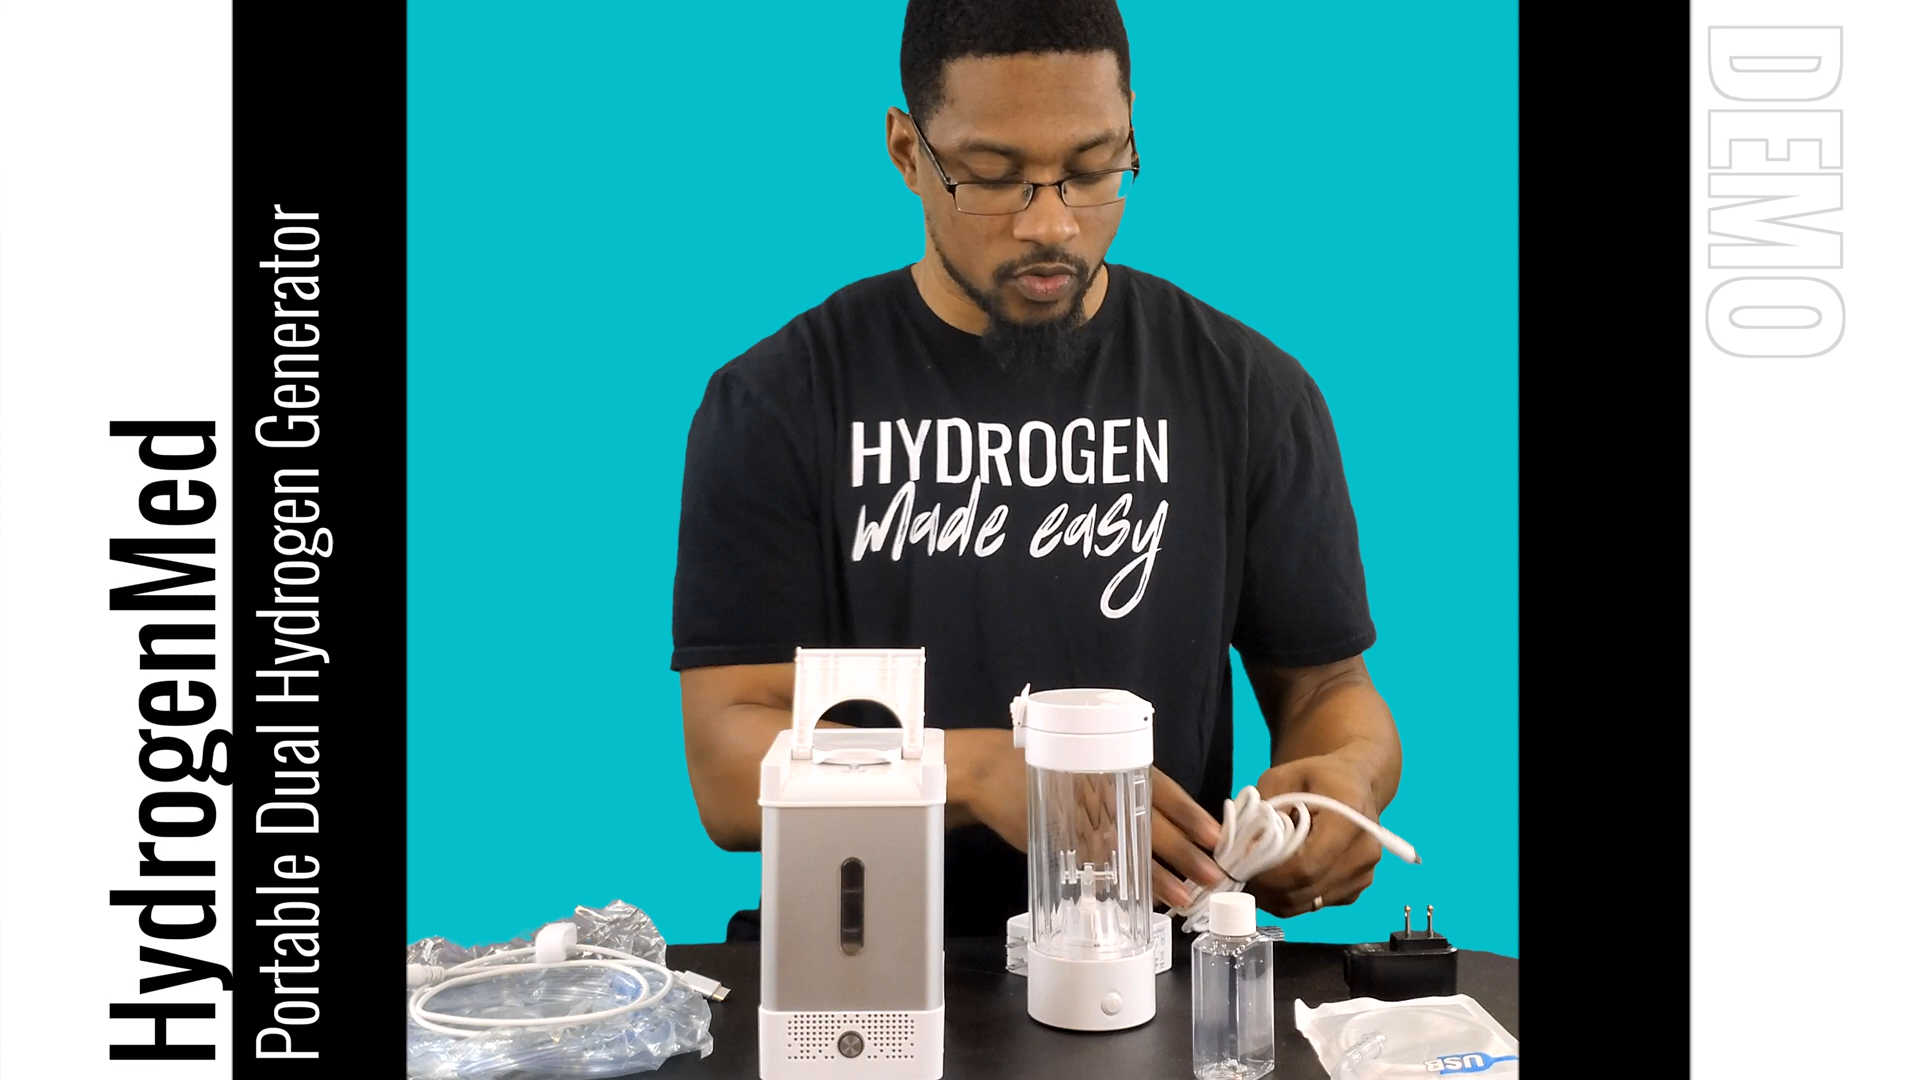 HydrogenMed
Portable Dual Hydrogen Generator
HYDROGEN
Made easy
USB
DEMO